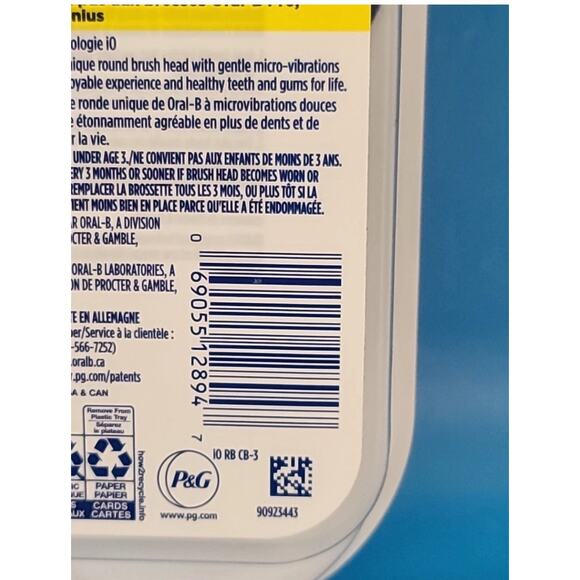 nius
ologie iO
ique round brush head with gentle micro-vibrations
oyable experience and healthy teeth and gums for life.
e ronde unique de Oral-B à microvibrations douces
e étonnamment agréable en plus de dents et de
r la vie.
UNDER AGE 3./NE CONVIENT PAS AUX ENFANTS DE MOINS DE 3 ANS.
ERY 3 MONTHS OR SOONER IF BRUSH HEAD BECOMES WORN OR
REMPLACER LA BROSSETTE TOUS LES 3 MOIS, OU PLUS TÔT SI LA
MENT MOINS BIEN EN PLACE PARCE QU'ELLE A ÉTÉ ENDOMMAGÉE.
R ORAL-B, A DIVISION
CTER & GAMBLE,
ORAL-B LABORATORIES, A
ON DE PROCTER & GAMBLE,
TE EN ALLEMAGNE
per/Service à la clientèle :
-566-7252)
.oralb.ca
.pg.com/patents
A & CAN
0 69055 12894 7
Remove From
Plastic Tray
Séparez
le plateau
PAPER
PAPIER
CARDS
AUX CARTES
how2recycle.info
P&G
www.pg.com
iO RB CB-3
90923443